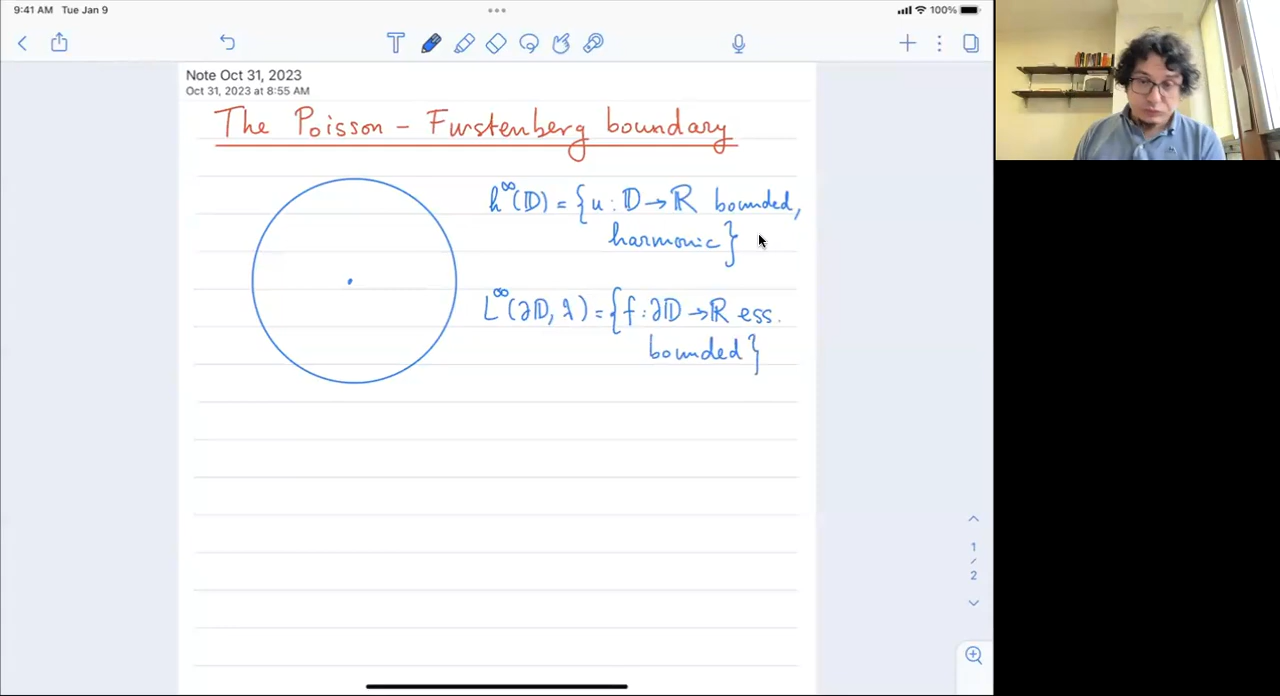 9:41 AM Tue Jan 9
100%
Note Oct 31, 2023
Oct 31, 2023 at 8:55 AM
The Poisson – Furstenberg boundary
h^∞(𝔻) = {u : 𝔻 → ℝ bounded,
harmonic}
L^∞(∂𝔻, λ) = {f : ∂𝔻 → ℝ ess.
bounded}
1
/
2